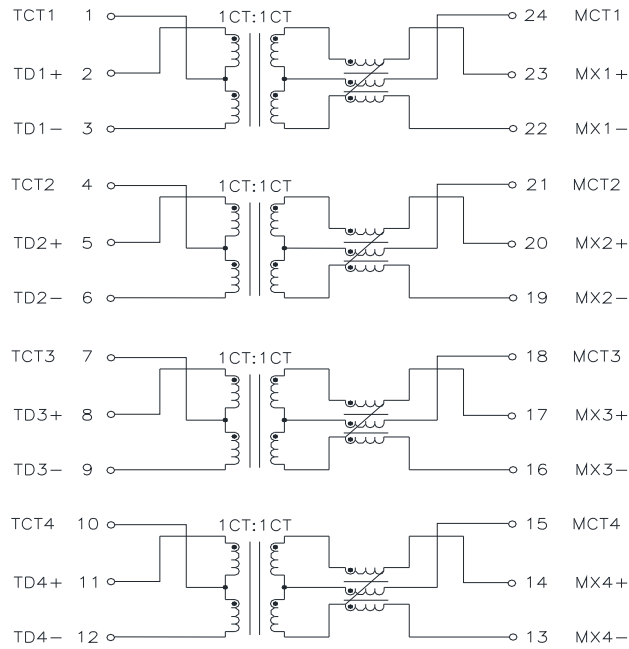 TCT1 1 1CT:1CT 24 MCT1
TD1+ 2 23 MX1+
TD1− 3 22 MX1−
TCT2 4 1CT:1CT 21 MCT2
TD2+ 5 20 MX2+
TD2− 6 19 MX2−
TCT3 7 1CT:1CT 18 MCT3
TD3+ 8 17 MX3+
TD3− 9 16 MX3−
TCT4 10 1CT:1CT 15 MCT4
TD4+ 11 14 MX4+
TD4− 12 13 MX4−